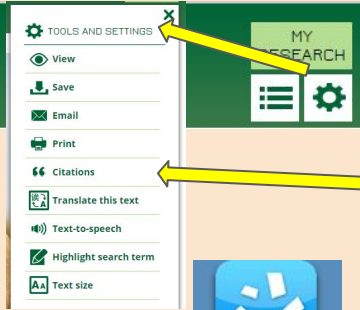 TOOLS AND SETTINGS
View
Save
Email
Print
Citations
Translate this text
Text-to-speech
Highlight search term
Text size
MY
RESEARCH